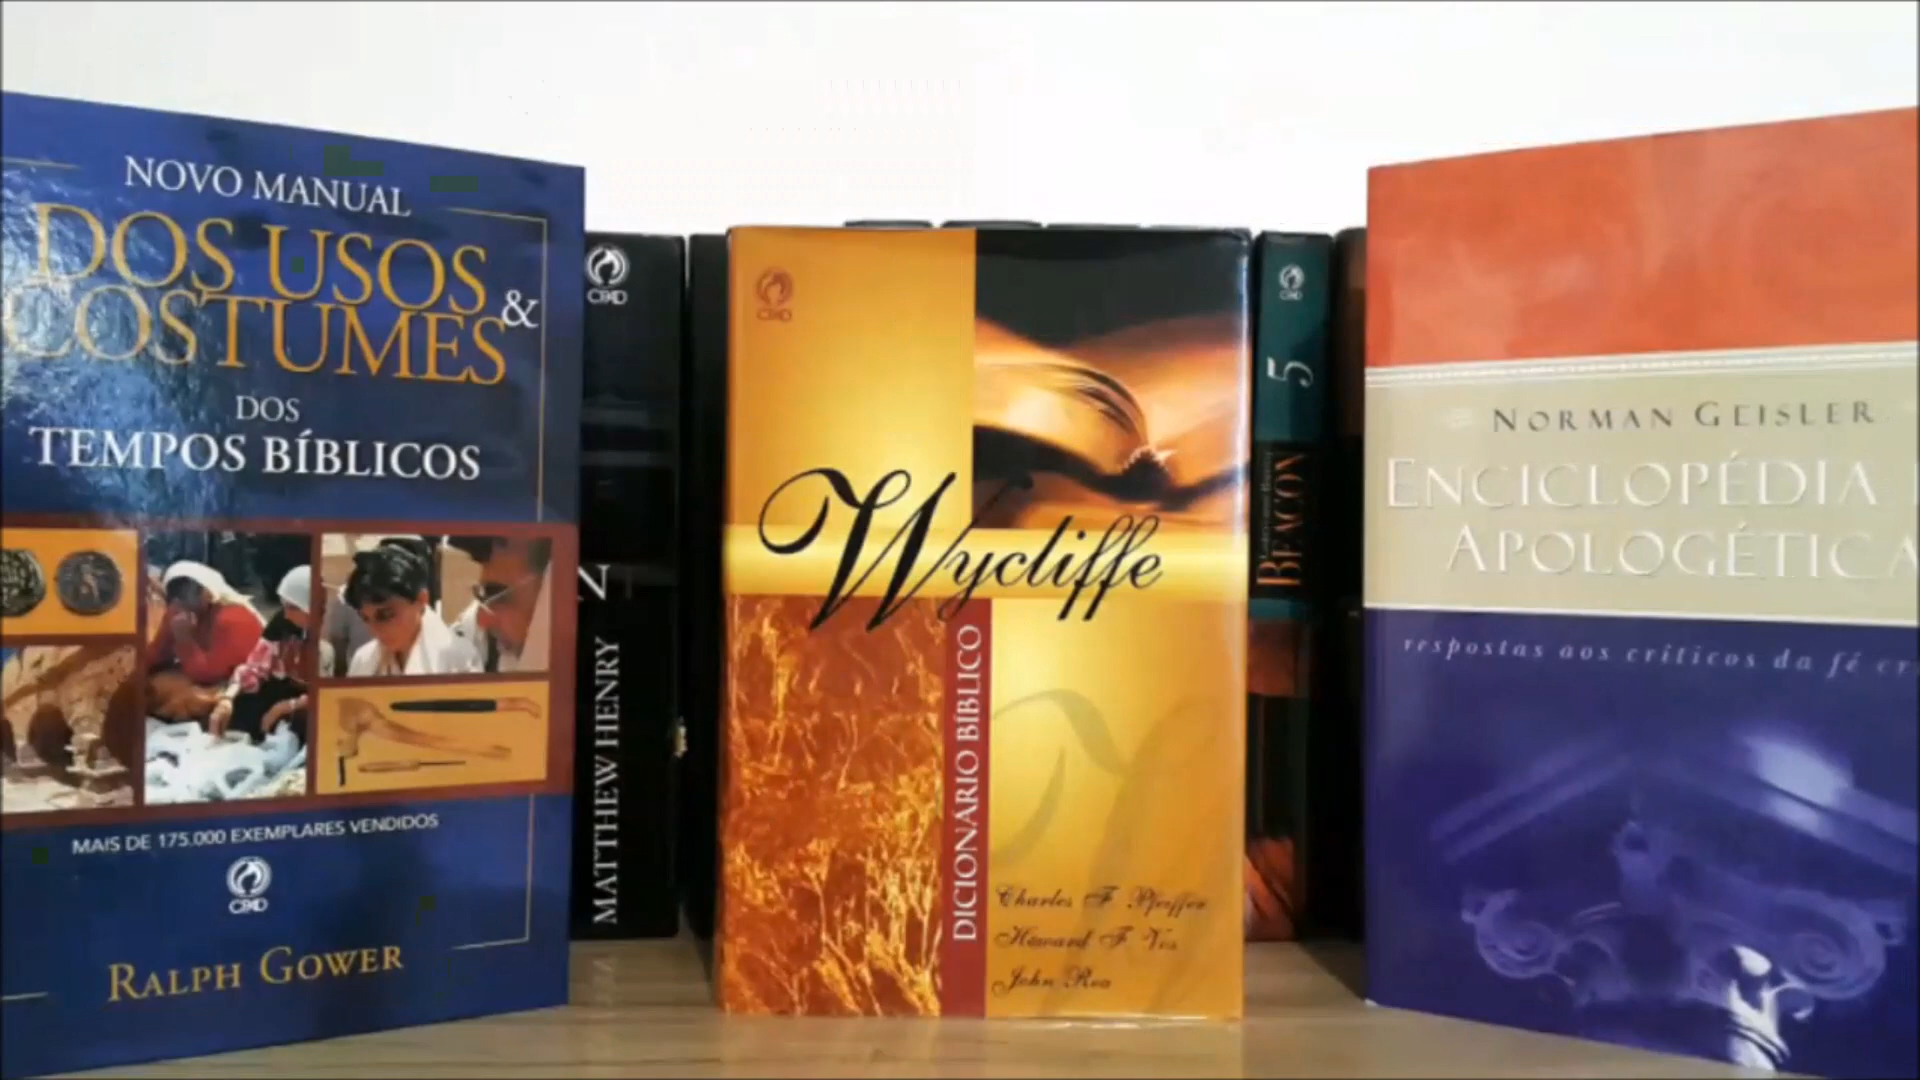 NOVO MANUAL
DOS USOS
& COSTUMES
DOS
TEMPOS BÍBLICOS
MAIS DE 175.000 EXEMPLARES VENDIDOS
CPAD
RALPH GOWER
CPAD
MATTHEW HENRY
CPAD
Wycliffe
DICIONÁRIO BÍBLICO
Charles F. Pfeiffer
Howard F. Vos
John Rea
CPAD
5
BEACON
NORMAN GEISLER
ENCICLOPÉDIA
APOLOGÉTICA
respostas aos críticos da fé